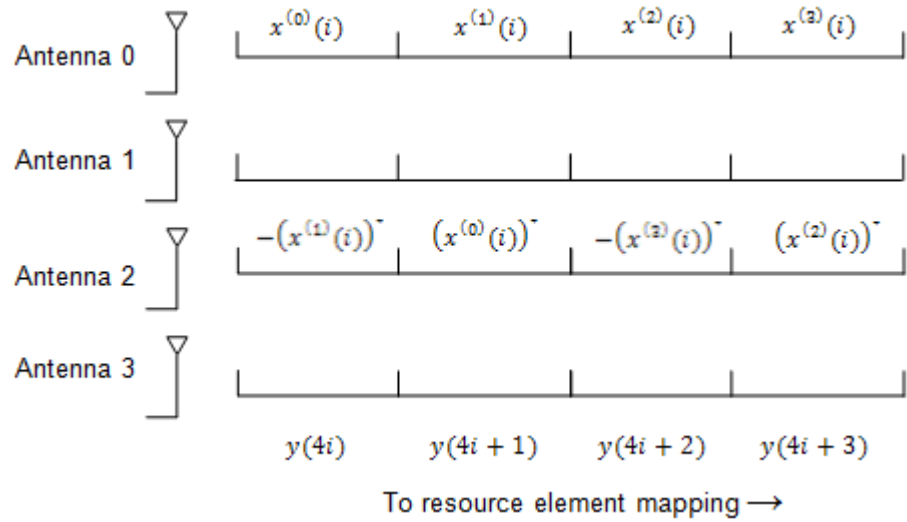 Antenna 0 x⁽⁰⁾(i) x⁽¹⁾(i) x⁽²⁾(i) x⁽³⁾(i)
Antenna 1
Antenna 2 −(x⁽¹⁾(i))⁻ (x⁽⁰⁾(i))⁻ −(x⁽³⁾(i))⁻ (x⁽²⁾(i))⁻
Antenna 3
y(4i) y(4i + 1) y(4i + 2) y(4i + 3)
To resource element mapping →